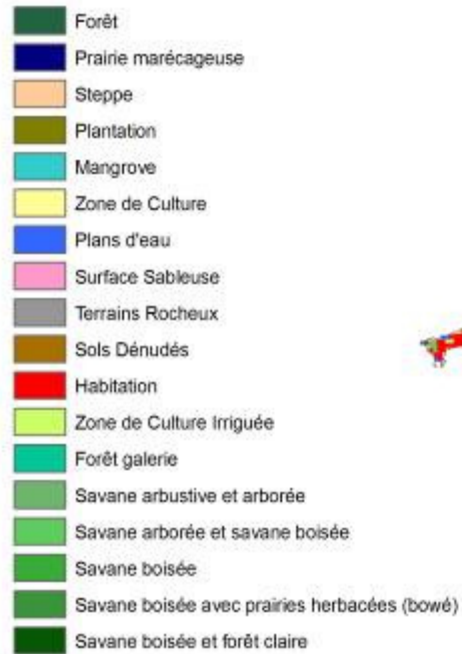 Forêt
Prairie marécageuse
Steppe
Plantation
Mangrove
Zone de Culture
Plans d'eau
Surface Sableuse
Terrains Rocheux
Sols Dénudés
Habitation
Zone de Culture Irriguée
Forêt galerie
Savane arbustive et arborée
Savane arborée et savane boisée
Savane boisée
Savane boisée avec prairies herbacées (bowé)
Savane boisée et forêt claire